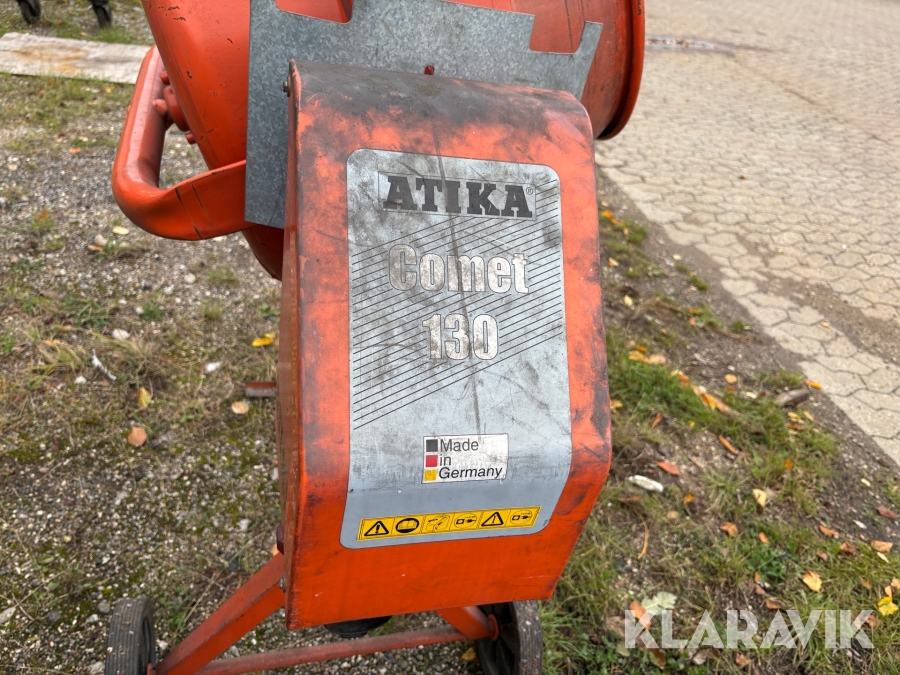 ATIKA®
Comet
130
Made
in
Germany
KLARAVIK